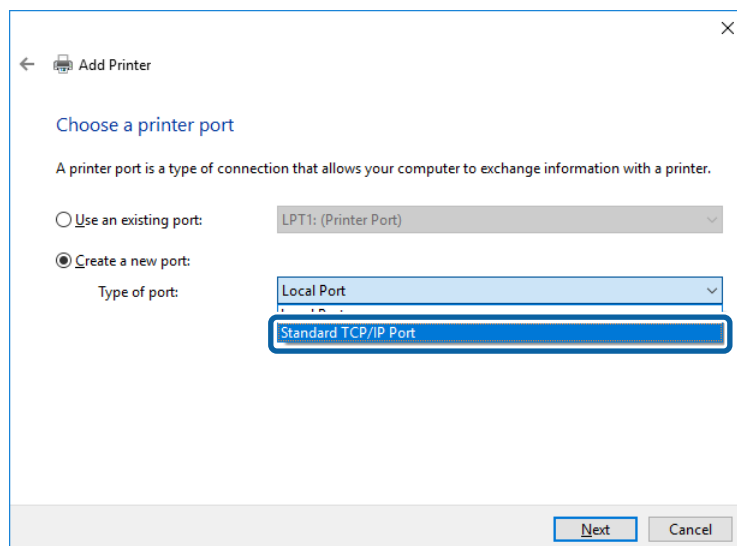 Add Printer
Choose a printer port
A printer port is a type of connection that allows your computer to exchange information with a printer.
Use an existing port: LPT1: (Printer Port)
Create a new port:
Type of port: Local Port
Standard TCP/IP Port
Next Cancel